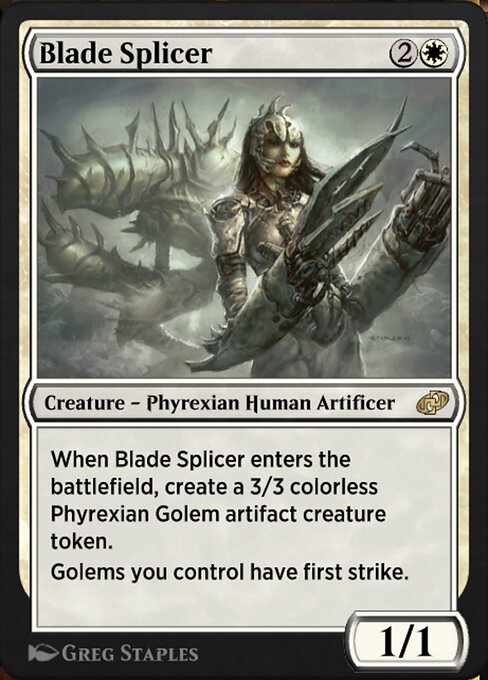 Blade Splicer 2
Creature – Phyrexian Human Artificer
When Blade Splicer enters the
battlefield, create a 3/3 colorless
Phyrexian Golem artifact creature
token.
Golems you control have first strike.
1/1
GREG STAPLES